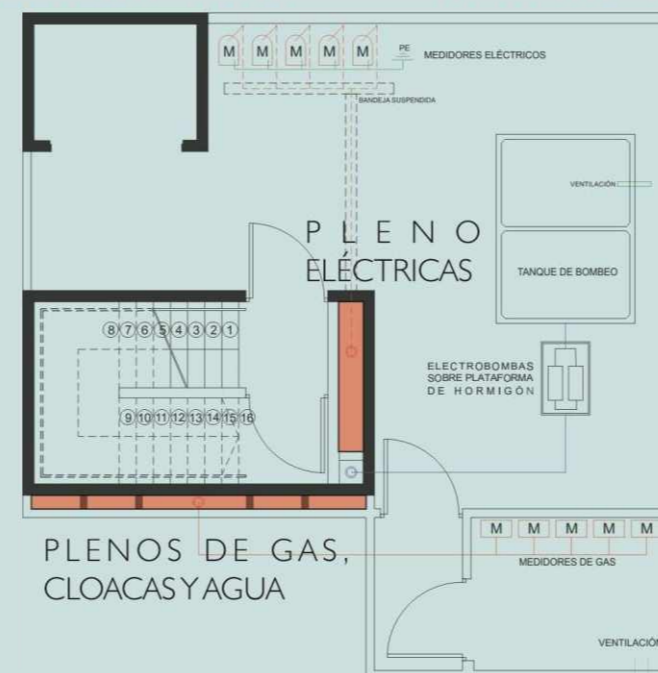 M M M M M
PE
MEDIDORES ELÉCTRICOS
BANDEJA SUSPENDIDA
VENTILACIÓN
PLENO
ELÉCTRICAS
TANQUE DE BOMBEO
8 7 6 5 4 3 2 1
ELECTROBOMBAS
SOBRE PLATAFORMA
DE HORMIGÓN
9 10 11 12 13 14 15 16
M M M M M
MEDIDORES DE GAS
PLENOS DE GAS,
CLOACAS Y AGUA
VENTILACIÓN